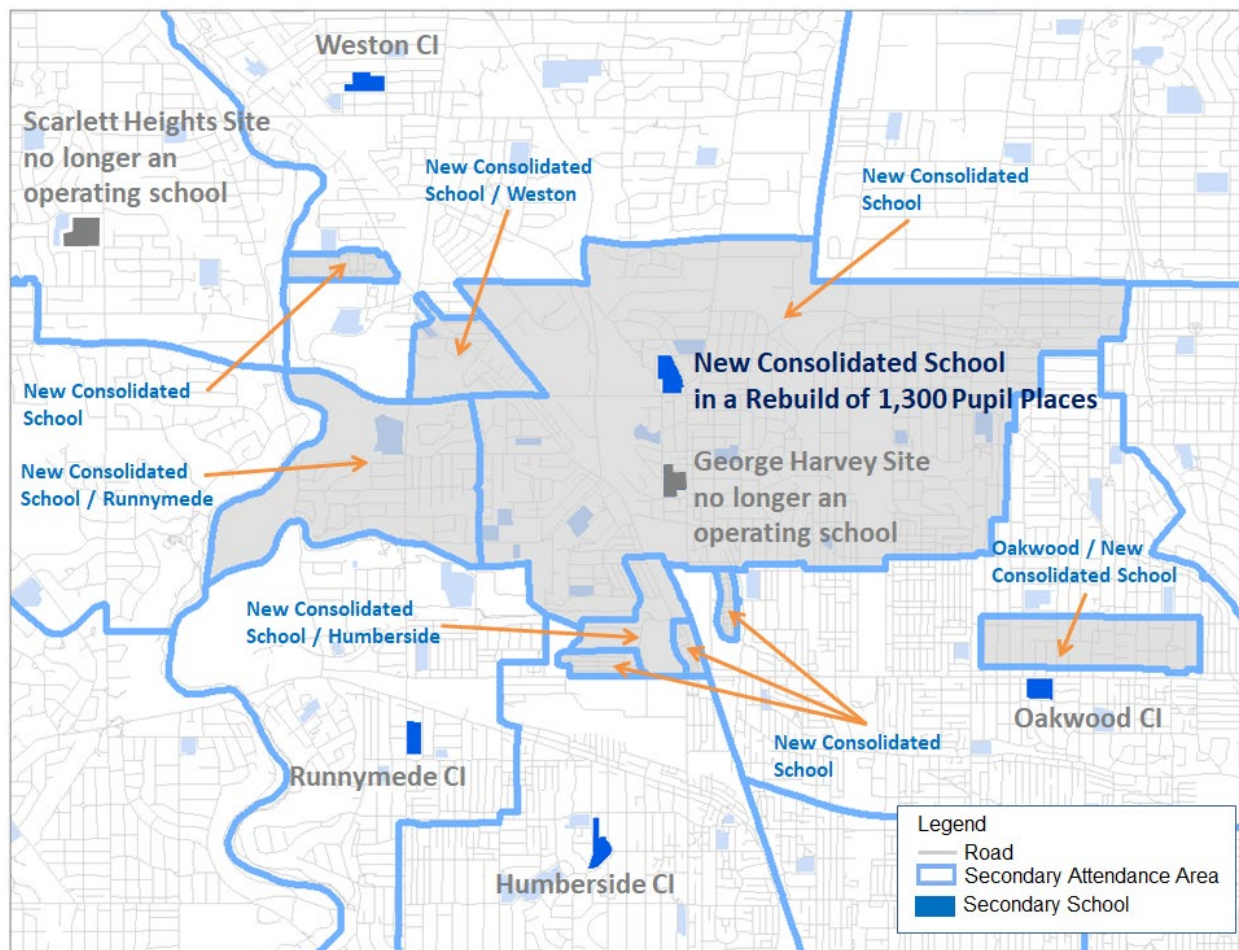 Weston CI
Scarlett Heights Site
no longer an
operating school
New Consolidated
School / Weston
New Consolidated
School
New Consolidated School
in a Rebuild of 1,300 Pupil Places
New Consolidated
School
New Consolidated
School / Runnymede
George Harvey Site
no longer an
operating school
Oakwood / New
Consolidated School
New Consolidated
School / Humberside
Oakwood CI
New Consolidated
School
Runnymede CI
Humberside CI
Legend
Road
Secondary Attendance Area
Secondary School